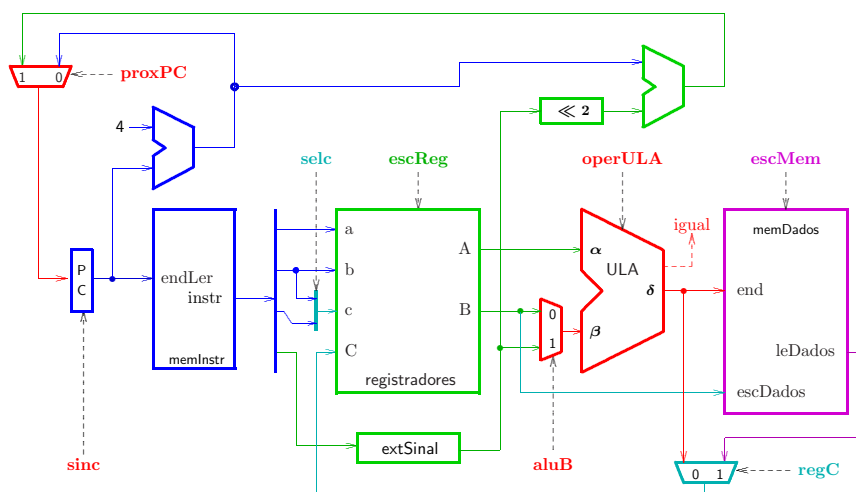 1 0
proxPC
4
≪ 2
selc
escReg
operULA
escMem
a
b
c
C
A
B
registradores
P
C
endLer
instr
memInstr
α
ULA
δ
β
0
1
igual
memDados
end
leDados
escDados
extSinal
sinc
aluB
0 1
regC